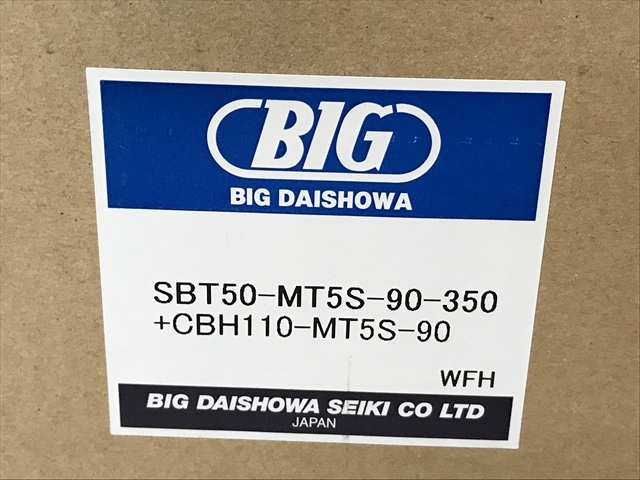 BIG
BIG DAISHOWA
SBT50-MT5S-90-350
+CBH110-MT5S-90
WFH
BIG DAISHOWA SEIKI CO LTD
JAPAN